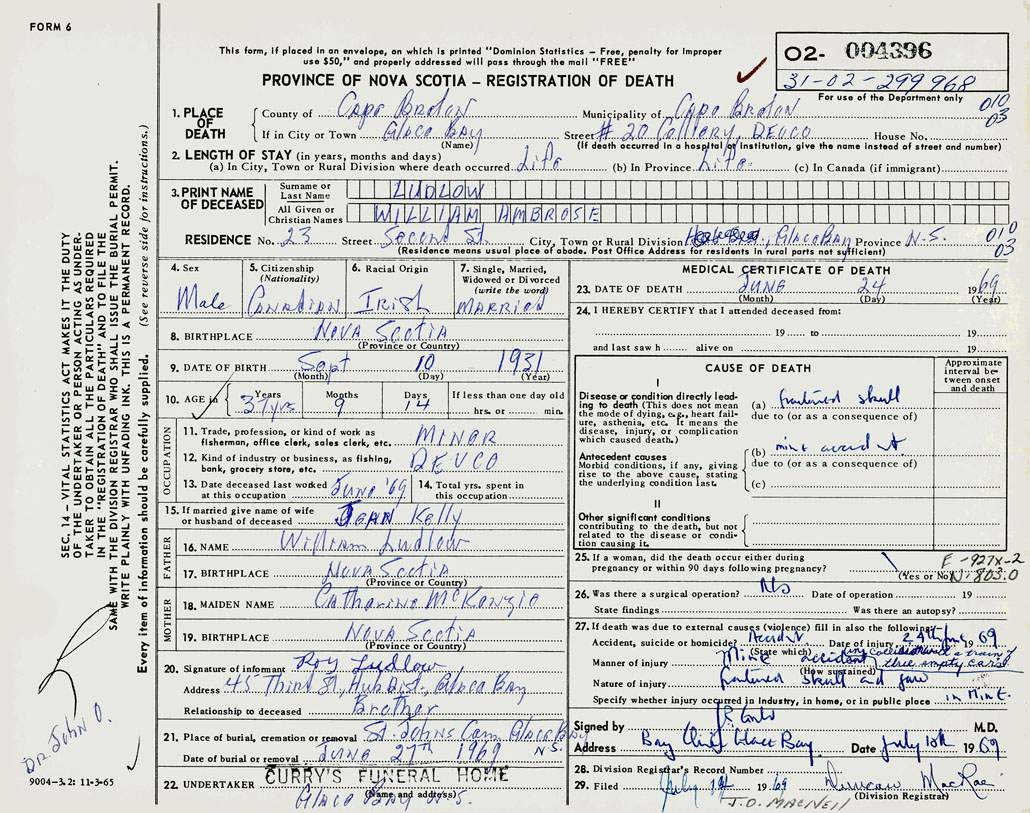 FORM 6
This form, if placed in an envelope, on which is printed "Dominion Statistics – Free, penalty for improper
use $50," and properly addressed will pass through the mail "FREE"
PROVINCE OF NOVA SCOTIA – REGISTRATION OF DEATH
02- 004396
31-02-299968
For use of the Department only
010
03
1. PLACE OF DEATH
County of Cape Breton Municipality of Cape Breton
If in City or Town Glace Bay Street # 20 Colliery, DEVCO House No.
(Name) (If death occurred in a hospital or institution, give the name instead of street and number)
2. LENGTH OF STAY (in years, months and days)
(a) In City, Town or Rural Division where death occurred Life (b) In Province Life (c) In Canada (if immigrant)
3. PRINT NAME OF DECEASED
Surname or Last Name LUDLOW
All Given or Christian Names WILLIAM AMBROSE
RESIDENCE No. 23 Street Second St. City, Town or Rural Division Glace Bay Province N.S. 010
03
(Residence means usual place of abode. Post Office Address for residents in rural parts not sufficient)
4. Sex
Male
5. Citizenship (Nationality)
Canadian
6. Racial Origin
Irish
7. Single, Married, Widowed or Divorced (write the word)
Married
8. BIRTHPLACE Nova Scotia
(Province or Country)
9. DATE OF BIRTH Sept 10 1931
(Month) (Day) (Year)
10. AGE in Years Months Days If less than one day old
37 yrs 9 14 hrs. or min.
OCCUPATION
11. Trade, profession, or kind of work as fisherman, office clerk, sales clerk, etc. Miner
12. Kind of industry or business, as fishing, bank, grocery store, etc. DEVCO
13. Date deceased last worked at this occupation June '69
14. Total yrs. spent in this occupation
15. If married give name of wife or husband of deceased Jean Kelly
FATHER
16. NAME William Ludlow
17. BIRTHPLACE Nova Scotia
(Province or Country)
MOTHER
18. MAIDEN NAME Catharine McKenzie
19. BIRTHPLACE Nova Scotia
(Province or Country)
20. Signature of informant Roy Ludlow
Address 45 Third St., Hub Dist., Glace Bay
Relationship to deceased Brother
21. Place of burial, cremation or removal St. Johns Cem Glace Bay
N.S.
Date of burial or removal June 27th 1969
22. UNDERTAKER CURRY'S FUNERAL HOME
(Name and address)
Glace Bay N.S.
MEDICAL CERTIFICATE OF DEATH
23. DATE OF DEATH June 24 1969
(Month) (Day) (Year)
24. I HEREBY CERTIFY that I attended deceased from:
19 to 19
and last saw h alive on 19
CAUSE OF DEATH
Approximate interval between onset and death
I
Disease or condition directly leading to death (This does not mean the mode of dying, e.g., heart failure, asthenia, etc. It means the disease, injury, or complication which caused death.)
(a) fractured skull
due to (or as a consequence of)
Antecedent causes
Morbid conditions, if any, giving rise to the above cause, stating the underlying condition last.
(b) mine accident
due to (or as a consequence of)
(c)
II
Other significant conditions contributing to the death, but not related to the disease or condition causing it.
25. If a woman, did the death occur either during pregnancy or within 90 days following pregnancy?
(Yes or No)
E-927X-2
N-803.0
26. Was there a surgical operation? No Date of operation 19
State findings Was there an autopsy?
27. If death was due to external causes (violence) fill in also the following:
Accident, suicide or homicide? Accident Date of injury 24th June 1969
(State which)
Manner of injury Mine accident a train of three empty cars.
(How sustained)
Nature of injury fractured skull and jaw
Specify whether injury occurred in Industry, in home, or in public place in Mine.
Signed by M.D.
Address Bay Clinic Glace Bay. Date July 10th 1969.
28. Division Registrar's Record Number
29. Filed July 14 1969 Duncan MacRae
(Division Registrar)
J.D. MACNEIL
SEC. 14 – VITAL STATISTICS ACT MAKES IT THE DUTY
OF THE UNDERTAKER OR PERSON ACTING AS UNDER-
TAKER TO OBTAIN ALL THE PARTICULARS REQUIRED
IN THE "REGISTRATION OF DEATH" AND TO FILE THE
SAME WITH THE DIVISION REGISTRAR WHO SHALL ISSUE THE BURIAL PERMIT.
WRITE PLAINLY WITH UNFADING INK. THIS IS A PERMANENT RECORD.
Every item of information should be carefully supplied. (See reverse side for instructions.)
Dr. John O.
9004-3.2: 11-3-65